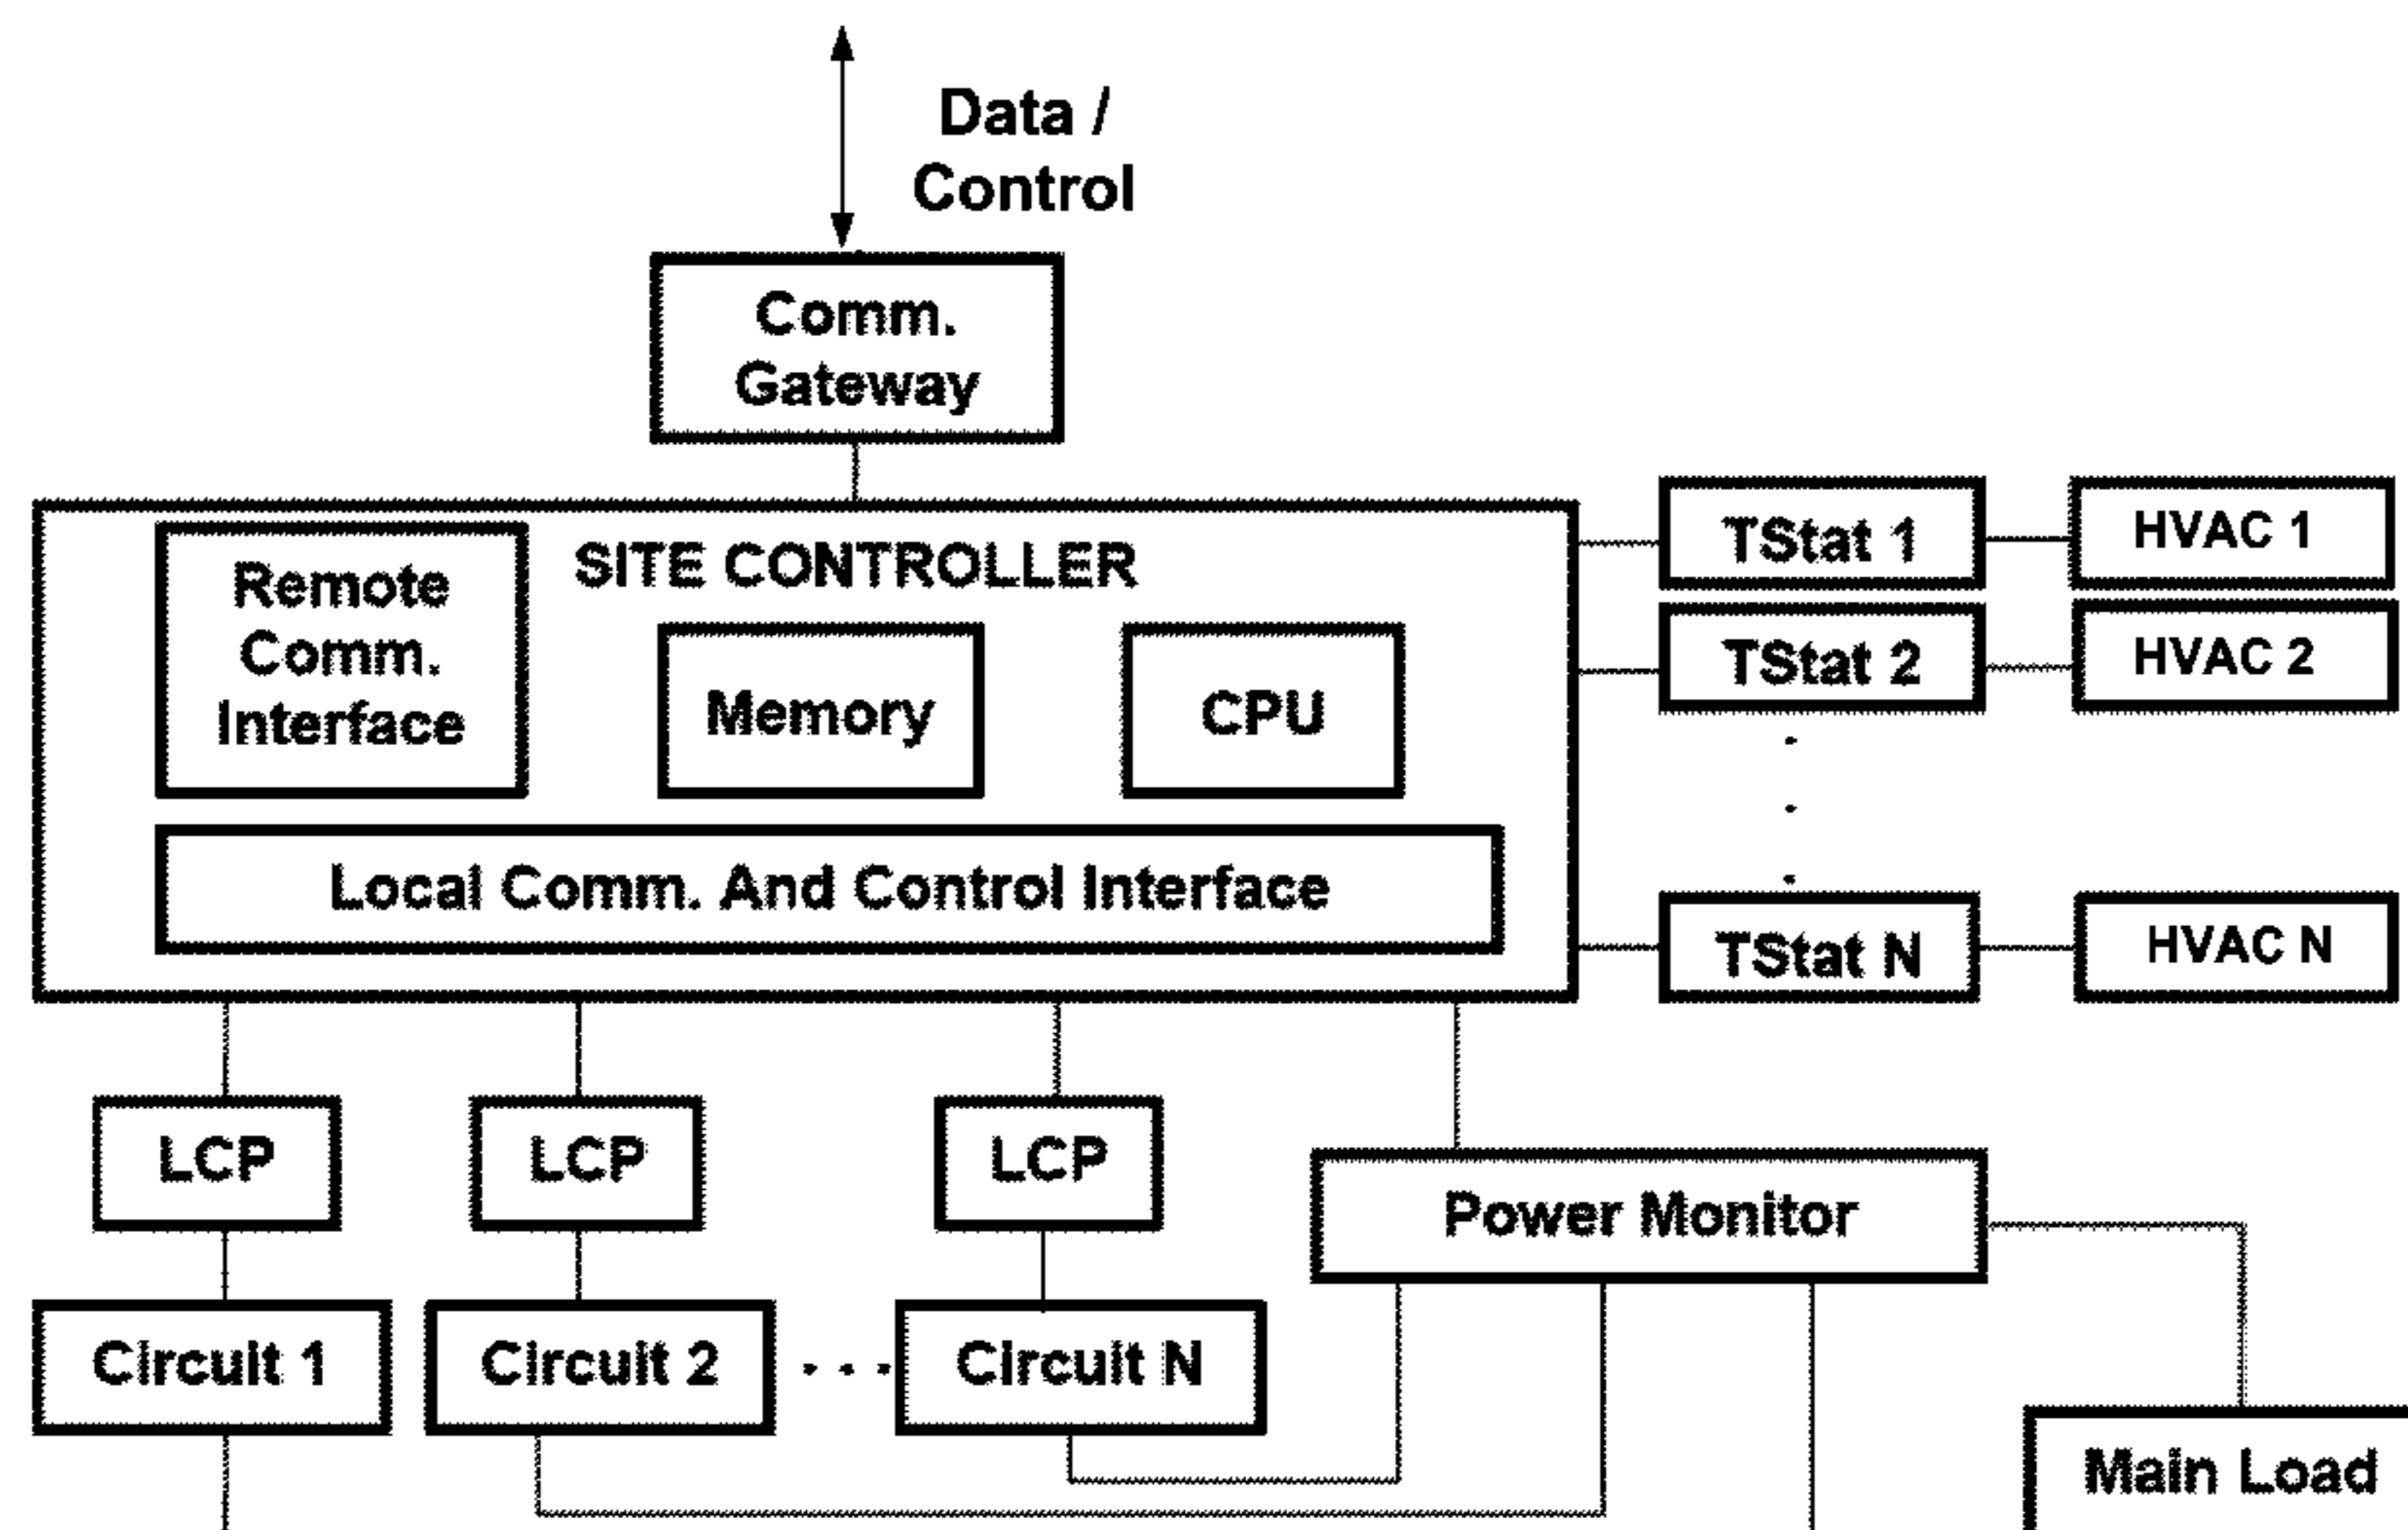 Data /
Control
Comm.
Gateway
SITE CONTROLLER
Remote
Comm.
Interface
Memory
CPU
Local Comm. And Control Interface
TStat 1
HVAC 1
TStat 2
HVAC 2
TStat N
HVAC N
LCP
LCP
LCP
Power Monitor
Circuit 1
Circuit 2
Circuit N
Main Load